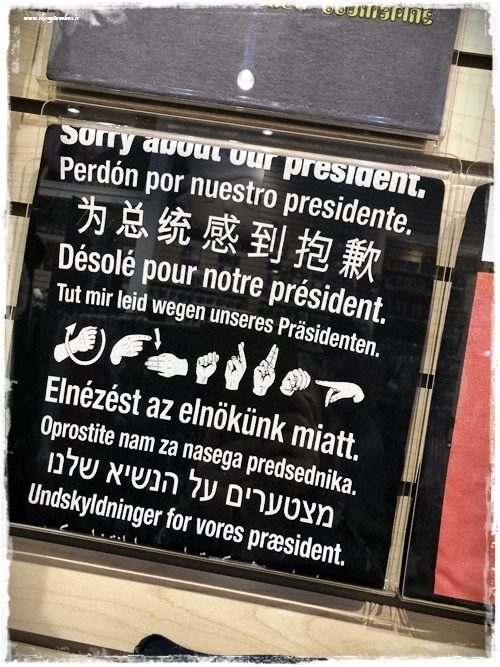 Yellow Submarine
Sorry about our president.
Perdón por nuestro presidente.
为总统感到抱歉
Désolé pour notre président.
Tut mir leid wegen unseres Präsidenten.
Elnézést az elnökünk miatt.
Oprostite nam za nasega predsednika.
מצטערים על הנשיא שלנו
Undskyldninger for vores præsident.